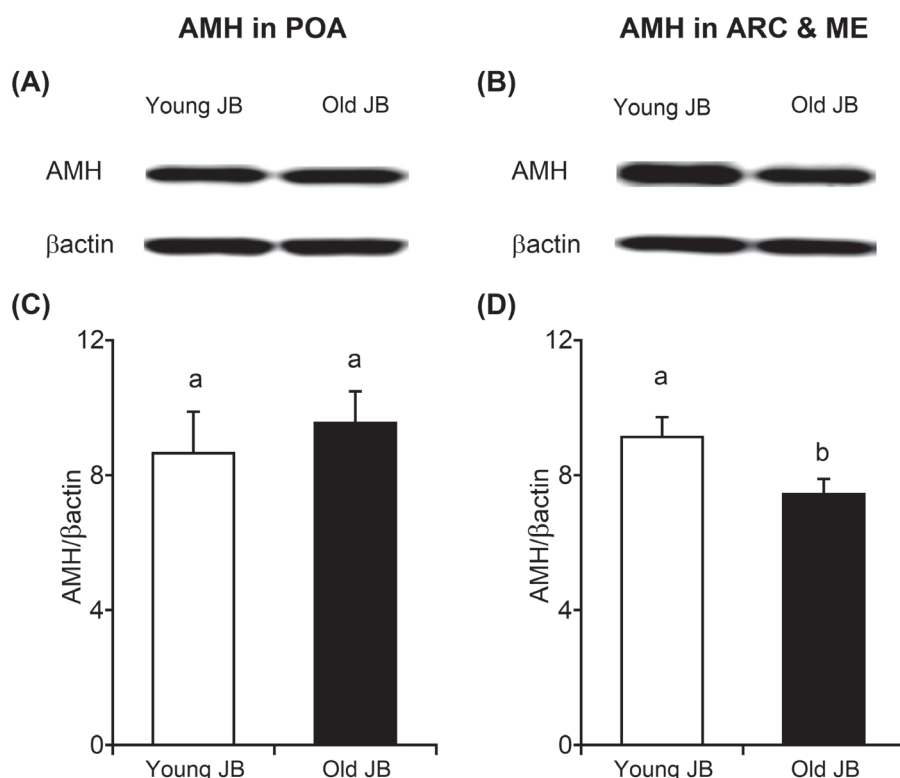 AMH in POA
AMH in ARC & ME
(A)
(B)
Young JB
Old JB
Young JB
Old JB
AMH
AMH
βactin
βactin
(C)
(D)
12
8
4
0
AMH/βactin
a
a
Young JB
Old JB
12
8
4
0
AMH/βactin
a
b
Young JB
Old JB